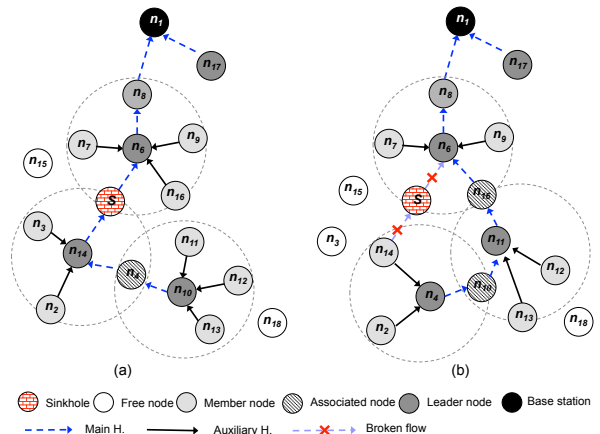 n1
n17
n8
n7
n9
n6
n15
n16
S
n3
n14
n4
n11
n12
n10
n2
n13
n18
(a)
n1
n17
n8
n7
n9
n6
n15
n16
S
n3
n14
n11
n12
n10
n4
n2
n13
n18
(b)
Sinkhole Free node Member node Associated node Leader node Base station
Main H. Auxiliary H. Broken flow